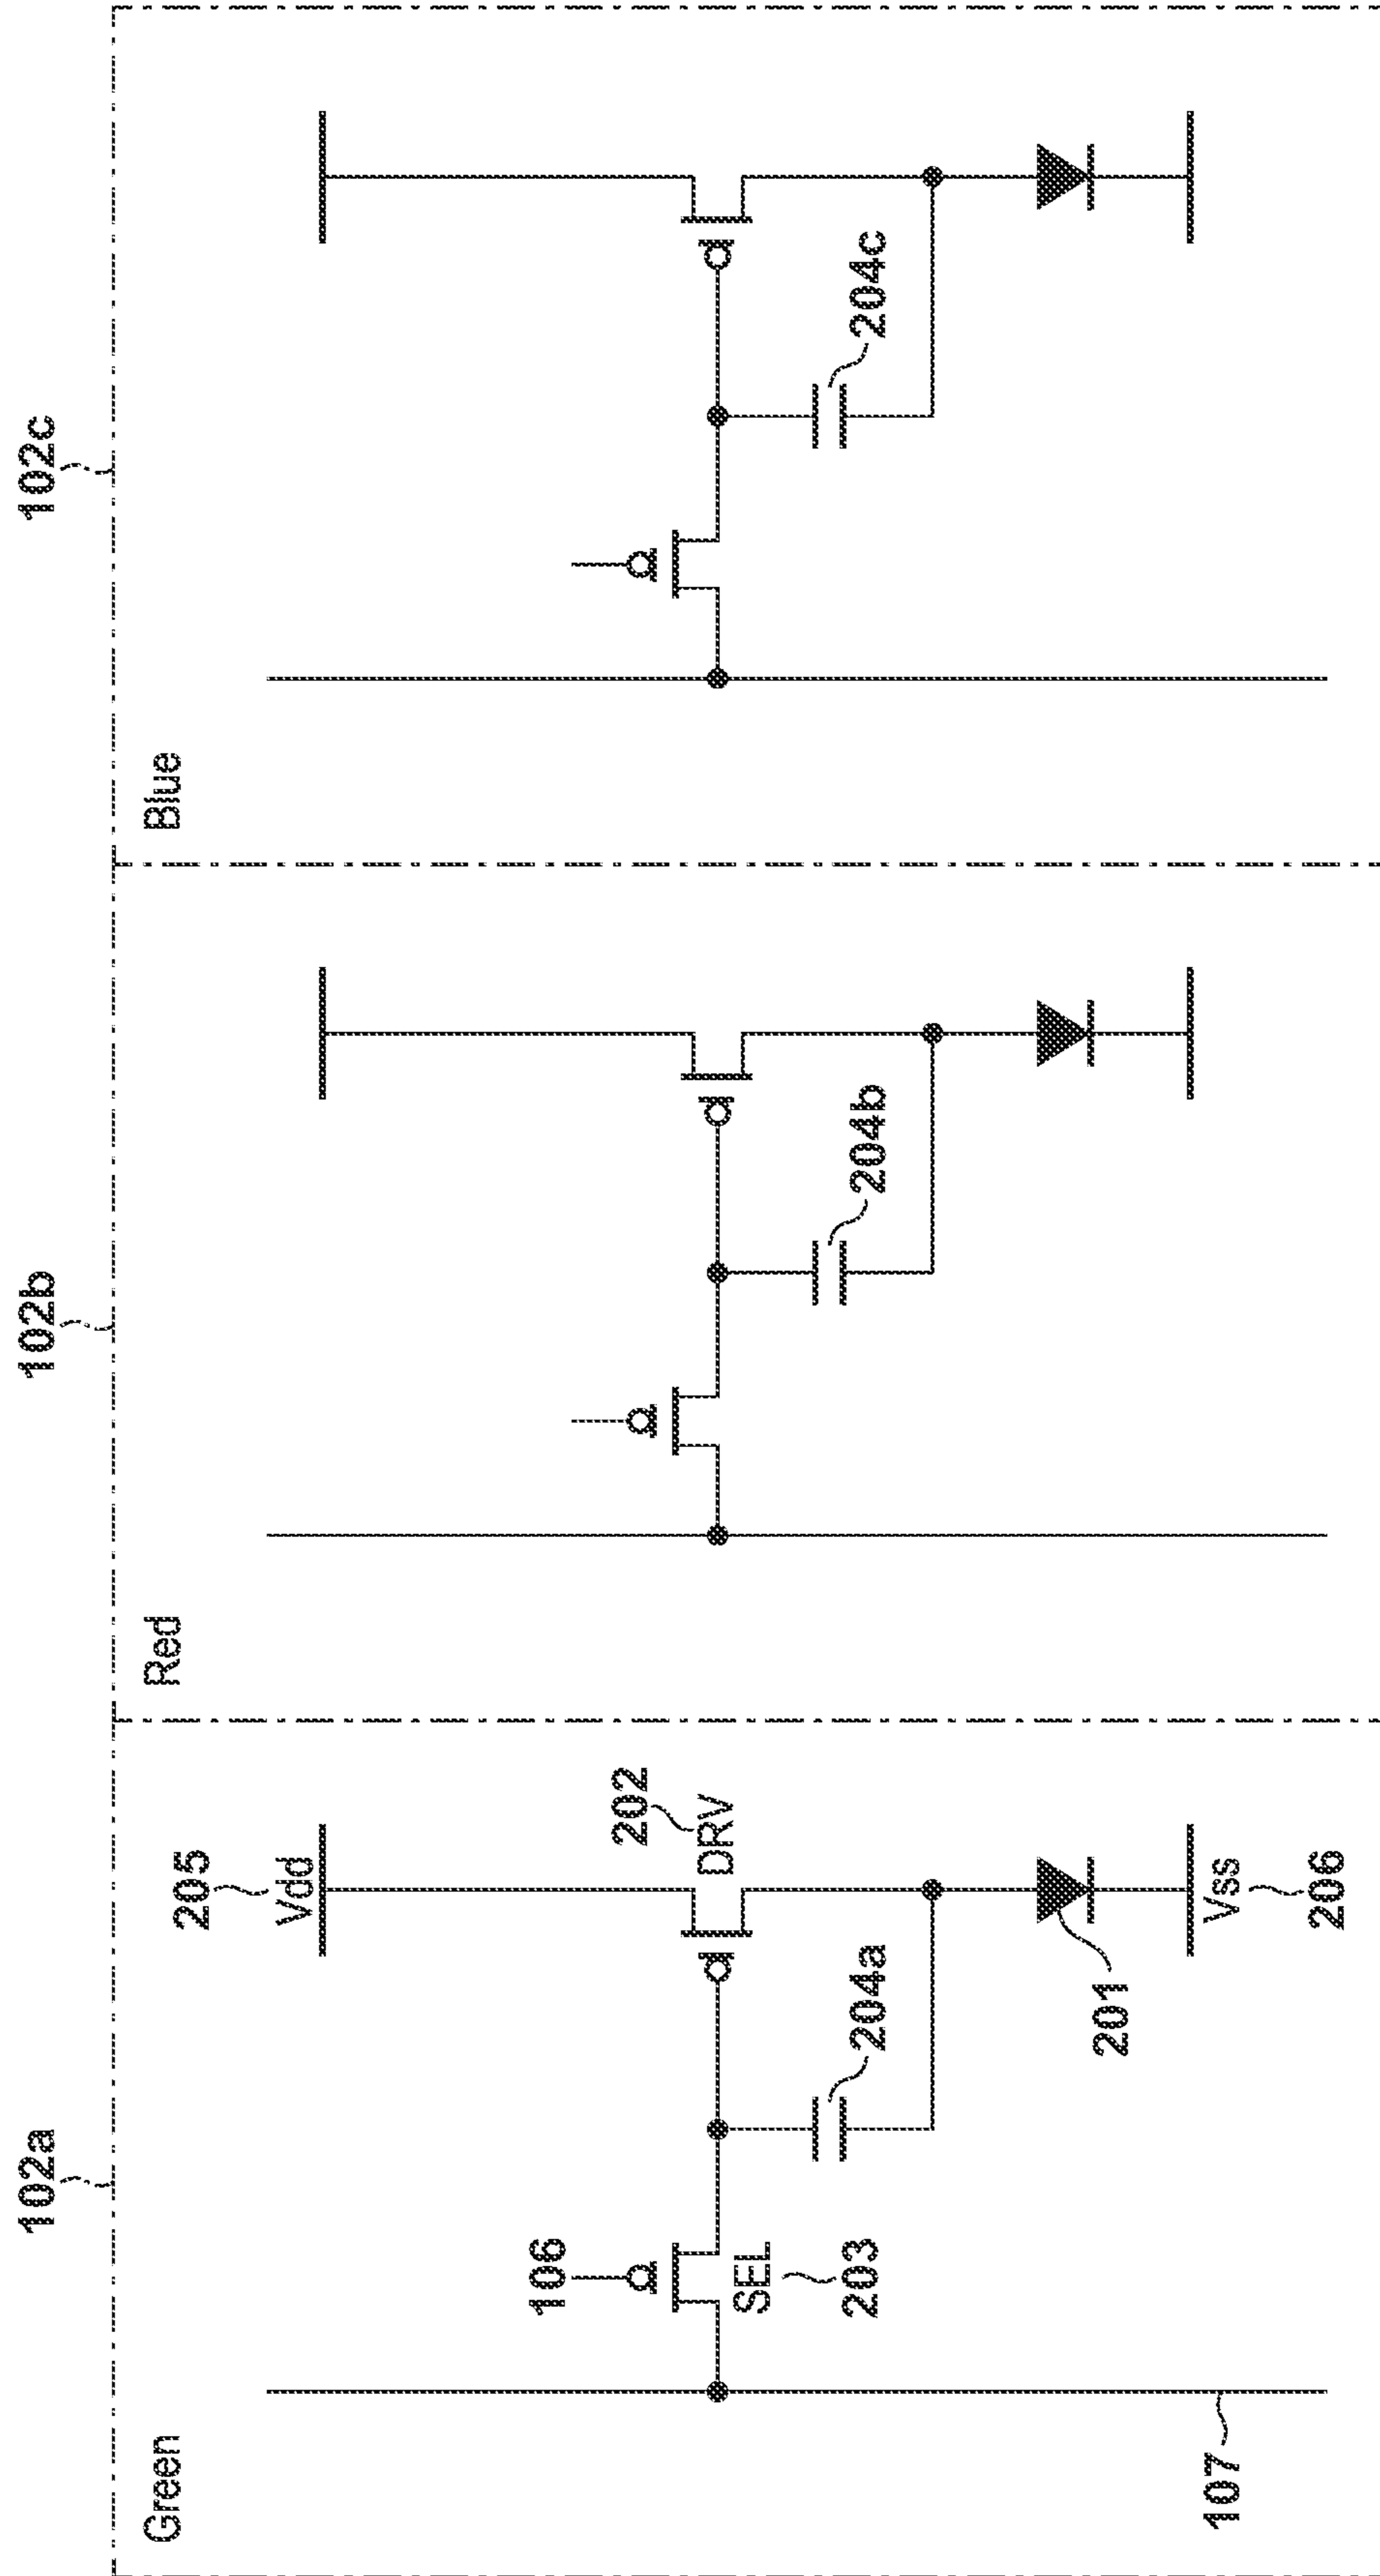 102a
102b
102c
Green
Red
Blue
205
Vdd
202
DRV
106
SEL
203
204a
204b
204c
201
Vss
206
107